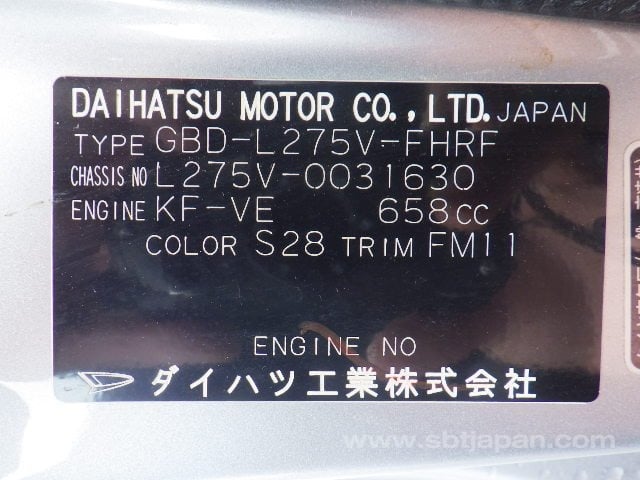 DAIHATSU MOTOR CO., LTD. JAPAN
TYPE GBD-L275V-FHRF
CHASSIS NO L275V-0031630
ENGINE KF-VE 658CC
COLOR S28 TRIM FM11
ENGINE NO
ダイハツ工業株式会社
www.sbtjapan.com